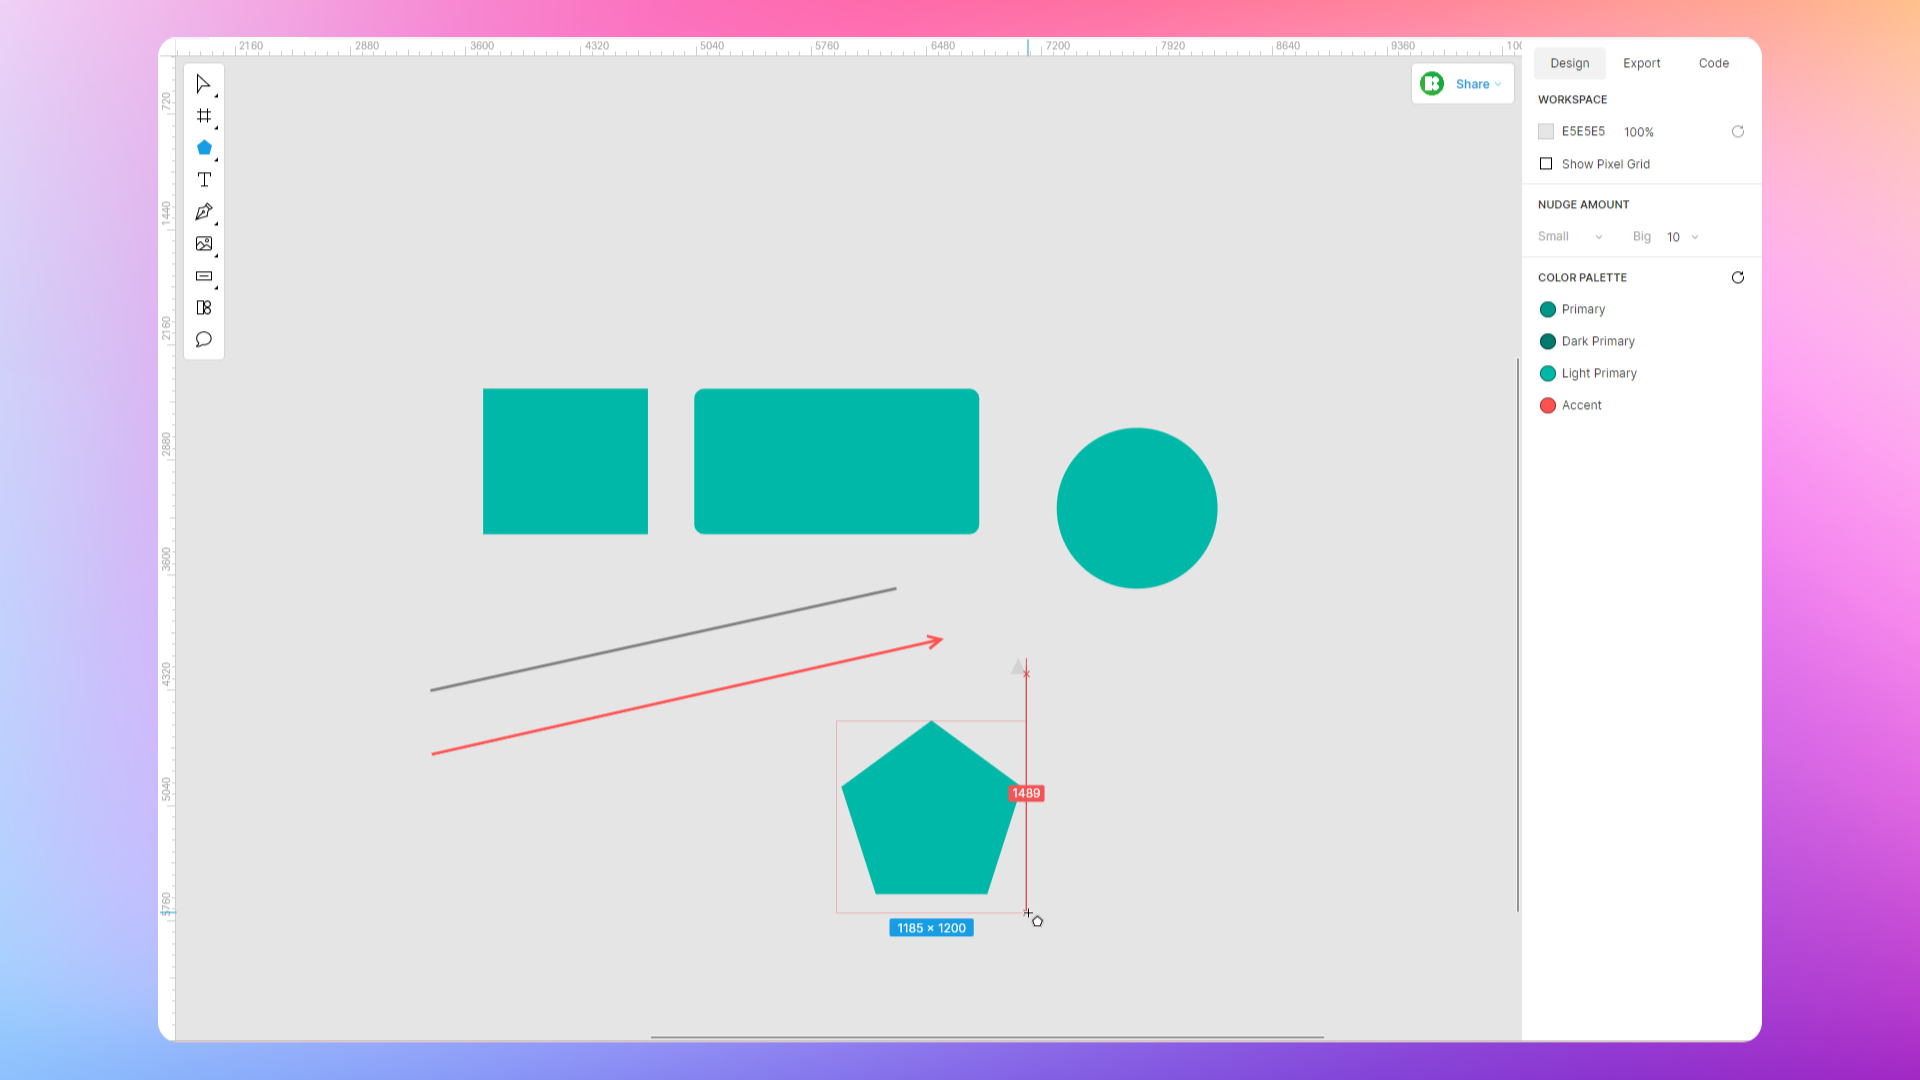 2160 2880 3600 4320 5040 5760 6480 7200 7920 8640 9360 100
720
1440
2160
2880
3600
4320
5040
5760
Share
1489
1185 × 1200
Design Export Code
WORKSPACE
E5E5E5 100%
Show Pixel Grid
NUDGE AMOUNT
Small Big 10
COLOR PALETTE
Primary
Dark Primary
Light Primary
Accent